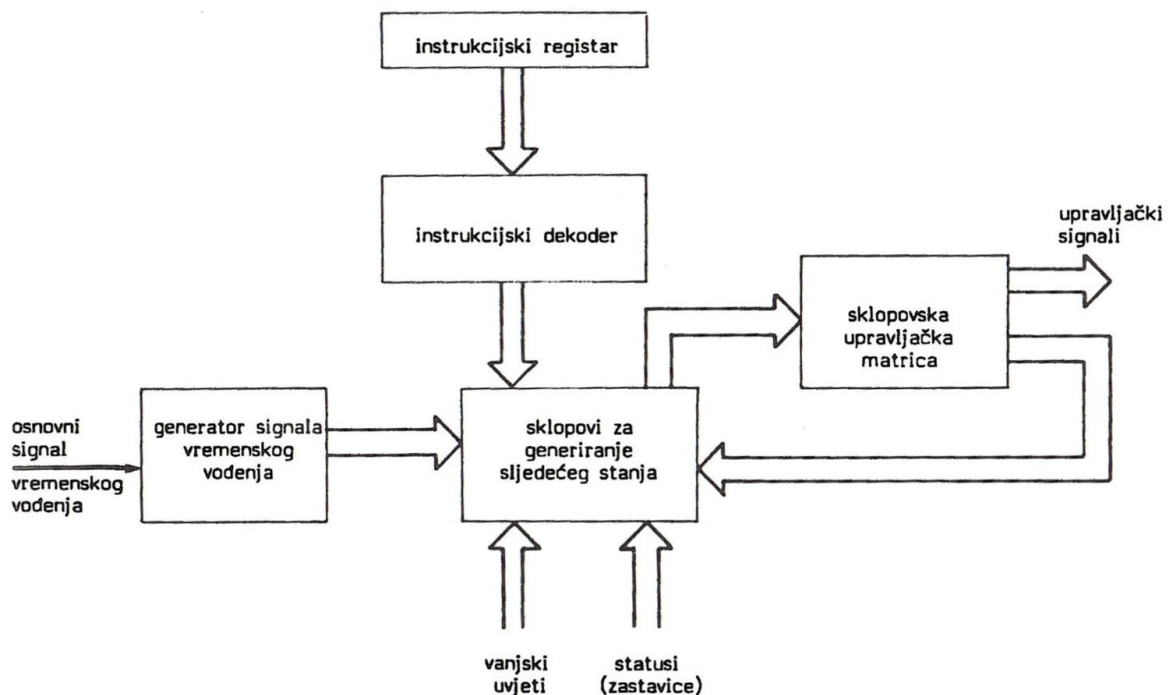 instrukcijski registar
instrukcijski dekoder
upravljački
signali
sklopovska
upravljačka
matrica
osnovni
signal
vremenskog
vođenja
generator signala
vremenskog
vođenja
sklopovi za
generiranje
sljedećeg stanja
vanjski
uvjeti
statusi
(zastavice)